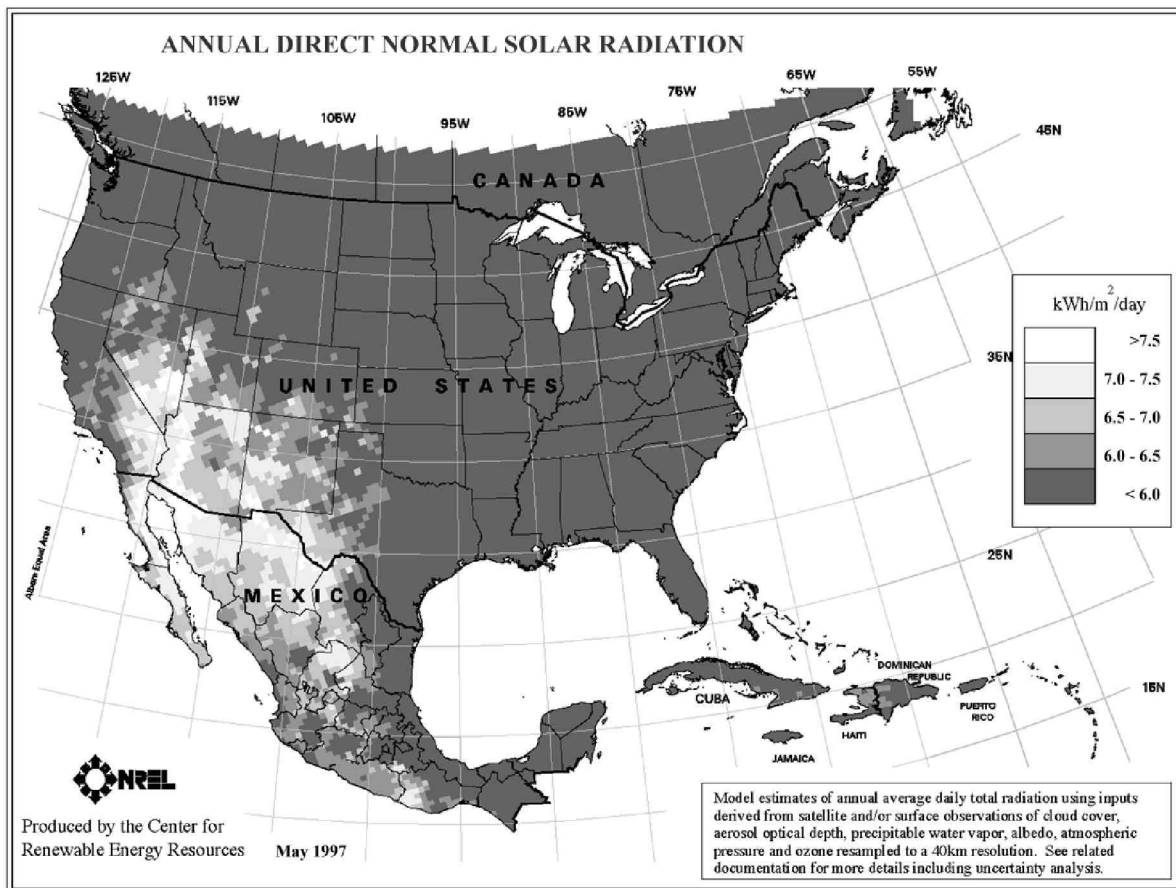 ANNUAL DIRECT NORMAL SOLAR RADIATION
125W
115W
105W
95W
85W
75W
65W
55W
45W
45N
CANADA
kWh/m2/day
>7.5
7.0 - 7.5
6.5 - 7.0
6.0 - 6.5
< 6.0
35N
UNITED STATES
25N
Albers Equal Area
MEXICO
DOMINICAN
REPUBLIC
CUBA
PUERTO
RICO
15N
HAITI
JAMAICA
NREL
Produced by the Center for
Renewable Energy Resources
May 1997
Model estimates of annual average daily total radiation using inputs
derived from satellite and/or surface observations of cloud cover,
aerosol optical depth, precipitable water vapor, albedo, atmospheric
pressure and ozone resampled to a 40km resolution. See related
documentation for more details including uncertainty analysis.